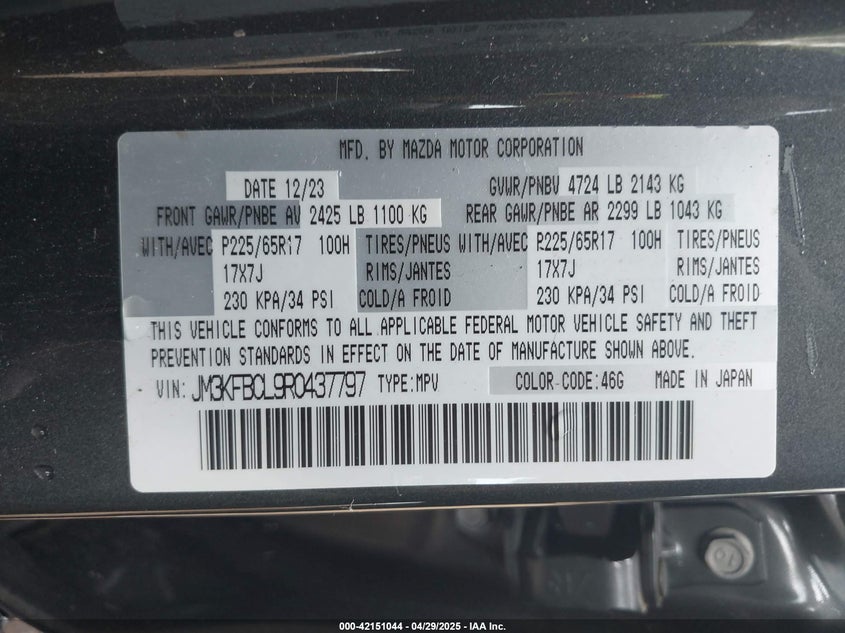 MFD. BY MAZDA MOTOR CORPORATION
DATE 12/23 GVWR/PNBV 4724 LB 2143 KG
FRONT GAWR/PNBE AV 2425 LB 1100 KG REAR GAWR/PNBE AR 2299 LB 1043 KG
WITH/AVEC P225/65R17 100H TIRES/PNEUS WITH/AVEC P225/65R17 100H TIRES/PNEUS
17X7J RIMS/JANTES 17X7J RIMS/JANTES
230 KPA/34 PSI COLD/A FROID 230 KPA/34 PSI COLD/A FROID
THIS VEHICLE CONFORMS TO ALL APPLICABLE FEDERAL MOTOR VEHICLE SAFETY AND THEFT
PREVENTION STANDARDS IN EFFECT ON THE DATE OF MANUFACTURE SHOWN ABOVE.
VIN: JM3KFBCL9R0437797 TYPE:MPV COLOR-CODE:46G MADE IN JAPAN
000-42151044 - 04/29/2025 - IAA Inc.